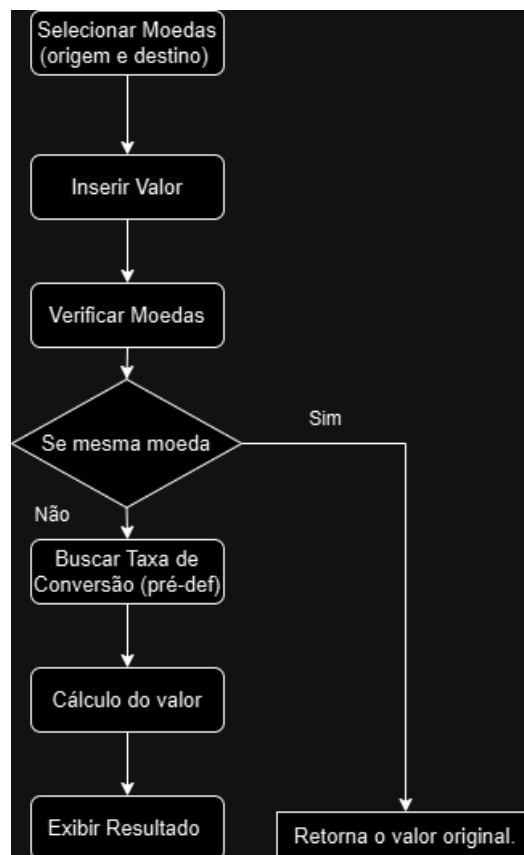 Selecionar Moedas
(origem e destino)
Inserir Valor
Verificar Moedas
Se mesma moeda
Sim
Não
Buscar Taxa de
Conversão (pré-def)
Cálculo do valor
Exibir Resultado
Retorna o valor original.